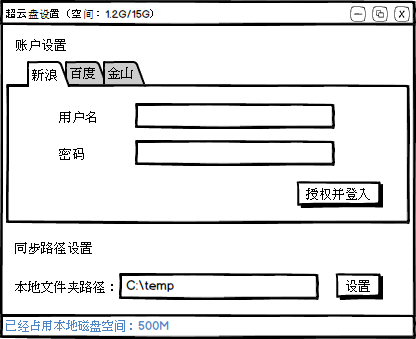 超云盘设置（空间：1.2G/15G）
账户设置
新浪 百度 金山
用户名
密码
授权并登入
同步路径设置
本地文件夹路径： C:\temp 设置
已经占用本地磁盘空间：500M